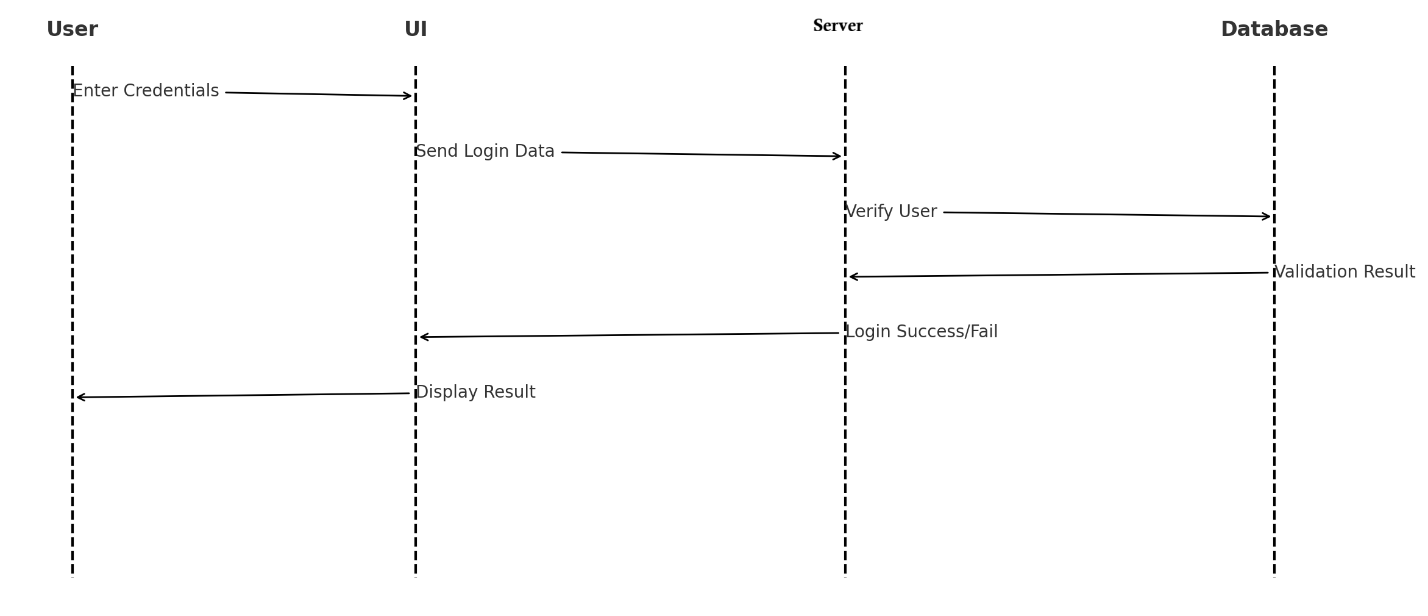 User UI Server Database
Enter Credentials
Send Login Data
Verify User
Validation Result
Login Success/Fail
Display Result